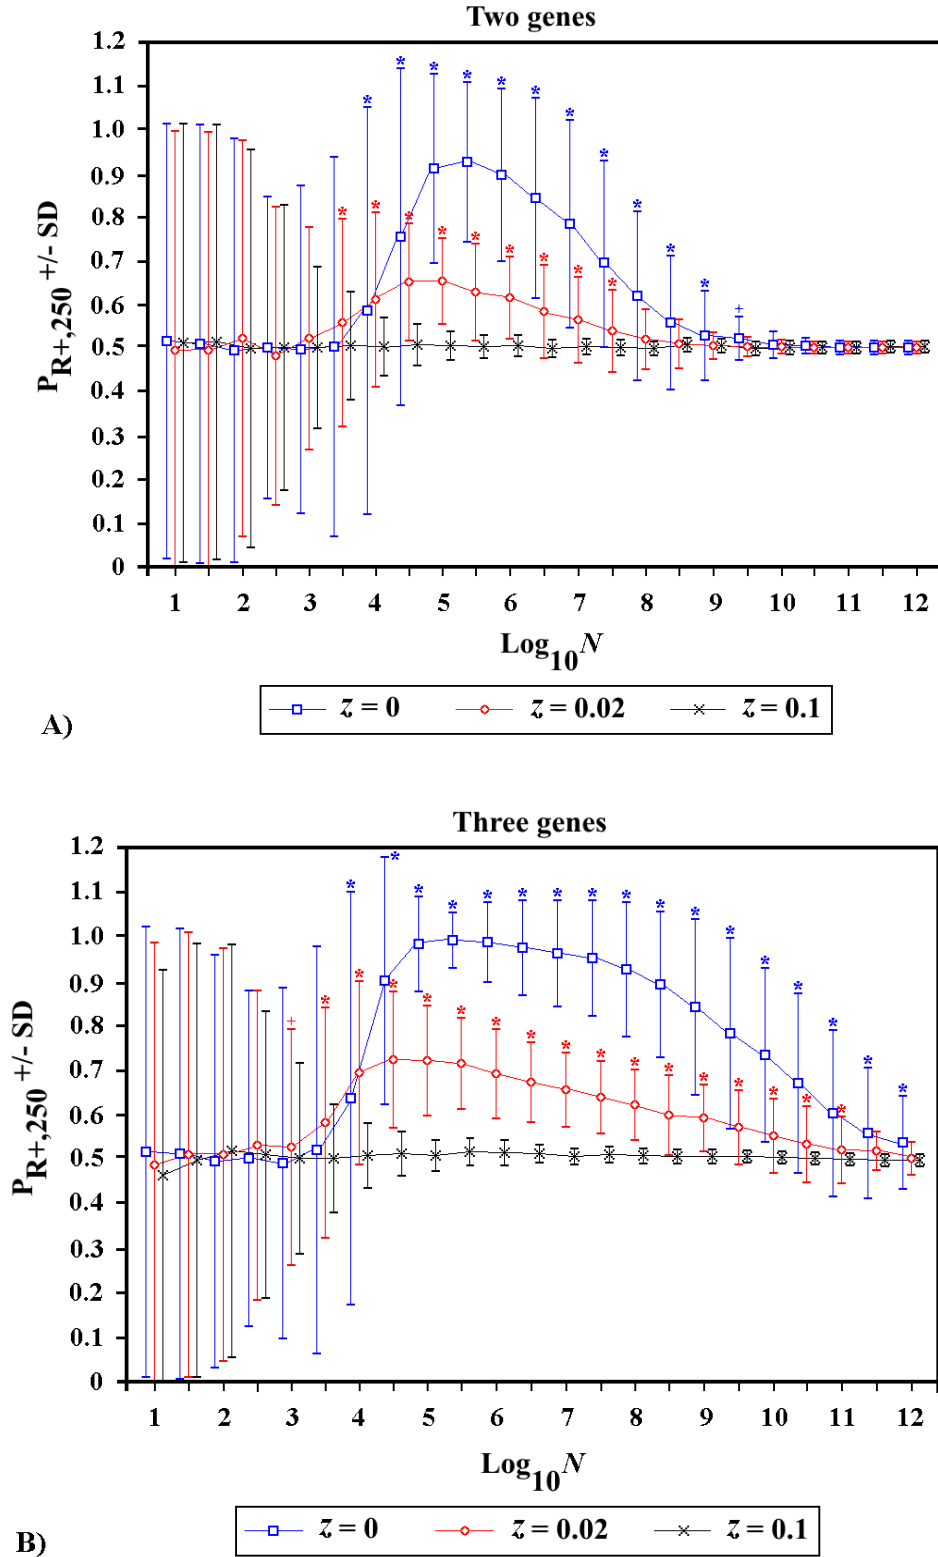 Two genes
1.2
1.1
1.0
0.9
0.8
0.7
0.6
0.5
0.4
0.3
0.2
0.1
0
P_R+,250 +/- SD
1 2 3 4 5 6 7 8 9 10 11 12
Log10N
z = 0 z = 0.02 z = 0.1
A)
Three genes
1.2
1.1
1.0
0.9
0.8
0.7
0.6
0.5
0.4
0.3
0.2
0.1
0
P_R+,250 +/- SD
1 2 3 4 5 6 7 8 9 10 11 12
Log10N
z = 0 z = 0.02 z = 0.1
B)